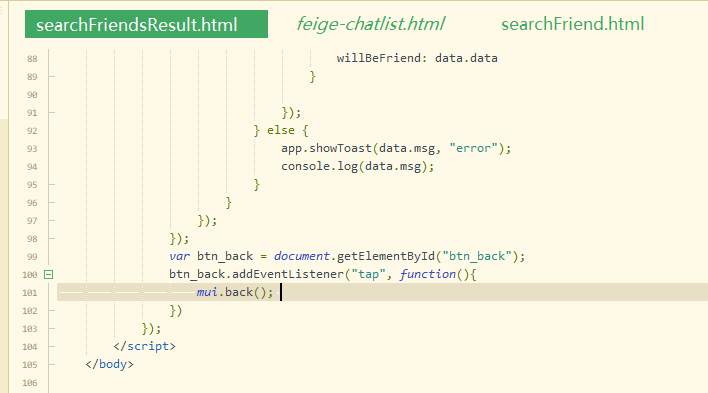 searchFriendsResult.html feige-chatlist.html searchFriend.html
88 willBeFriend: data.data
89 }
90
91 });
92 } else {
93 app.showToast(data.msg, "error");
94 console.log(data.msg);
95 }
96 }
97 });
98 });
99 var btn_back = document.getElementById("btn_back");
100 btn_back.addEventListener("tap", function(){
101 mui.back();
102 })
103 });
104 </script>
105 </body>
106